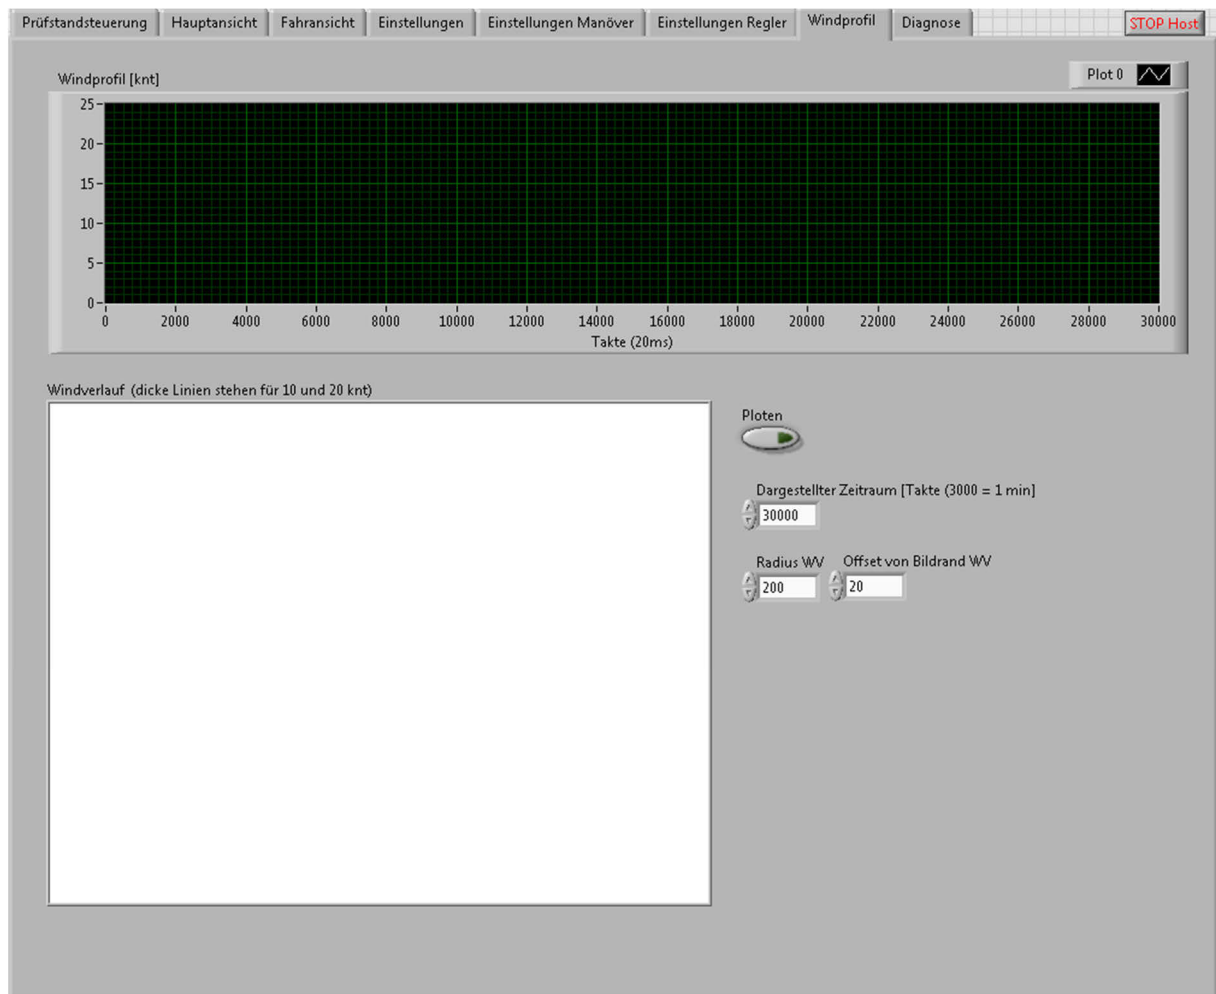 Prüfstandsteuerung Hauptansicht Fahransicht Einstellungen Einstellungen Manöver Einstellungen Regler Windprofil Diagnose STOP Host
Windprofil [knt] Plot 0
25
20
15
10
5
0
0 2000 4000 6000 8000 10000 12000 14000 16000 18000 20000 22000 24000 26000 28000 30000
Takte (20ms)
Windverlauf (dicke Linien stehen für 10 und 20 knt)
Ploten
Dargestellter Zeitraum [Takte (3000 = 1 min]
30000
Radius WV Offset von Bildrand WV
200 20